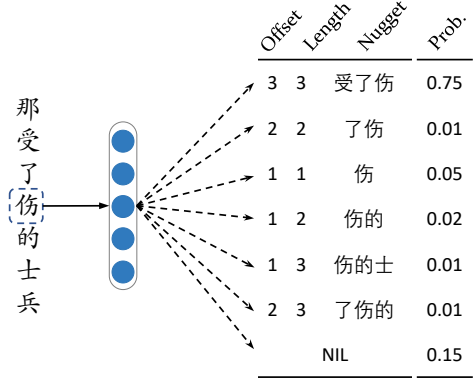 Offset Length Nugget Prob.
3 3 受了伤 0.75
2 2 了伤 0.01
1 1 伤 0.05
1 2 伤的 0.02
1 3 伤的士 0.01
2 3 了伤的 0.01
NIL 0.15
那受了伤的士兵